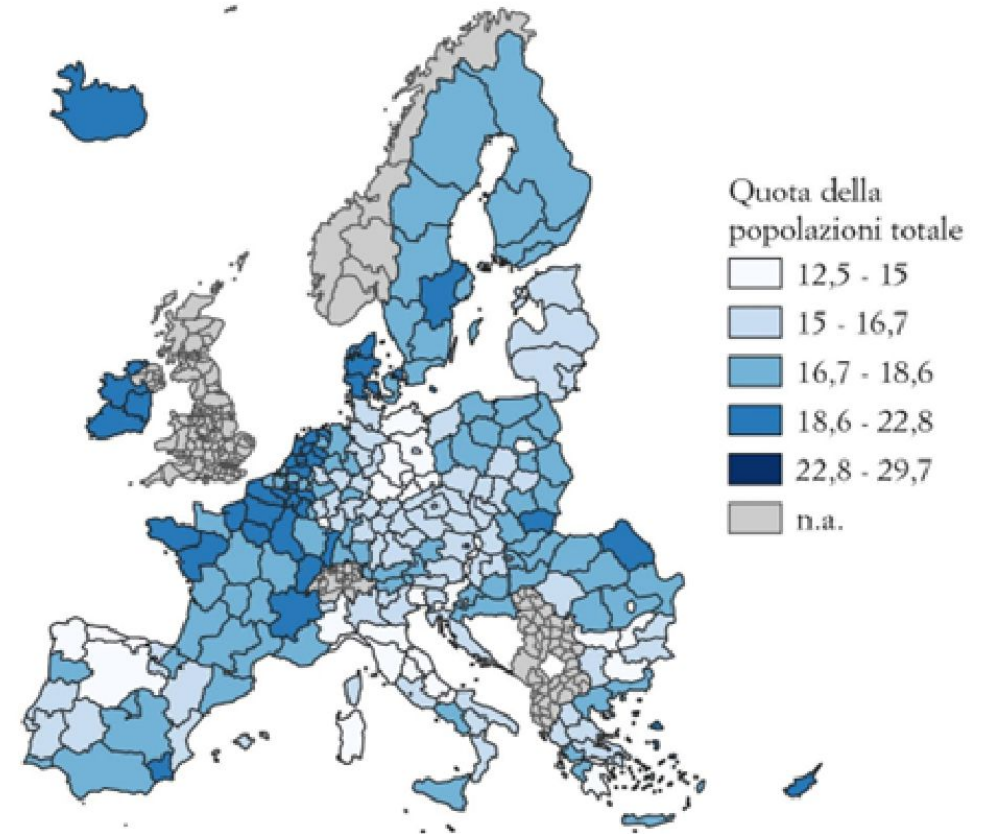 Quota della
popolazioni totale
12,5 - 15
15 - 16,7
16,7 - 18,6
18,6 - 22,8
22,8 - 29,7
n.a.